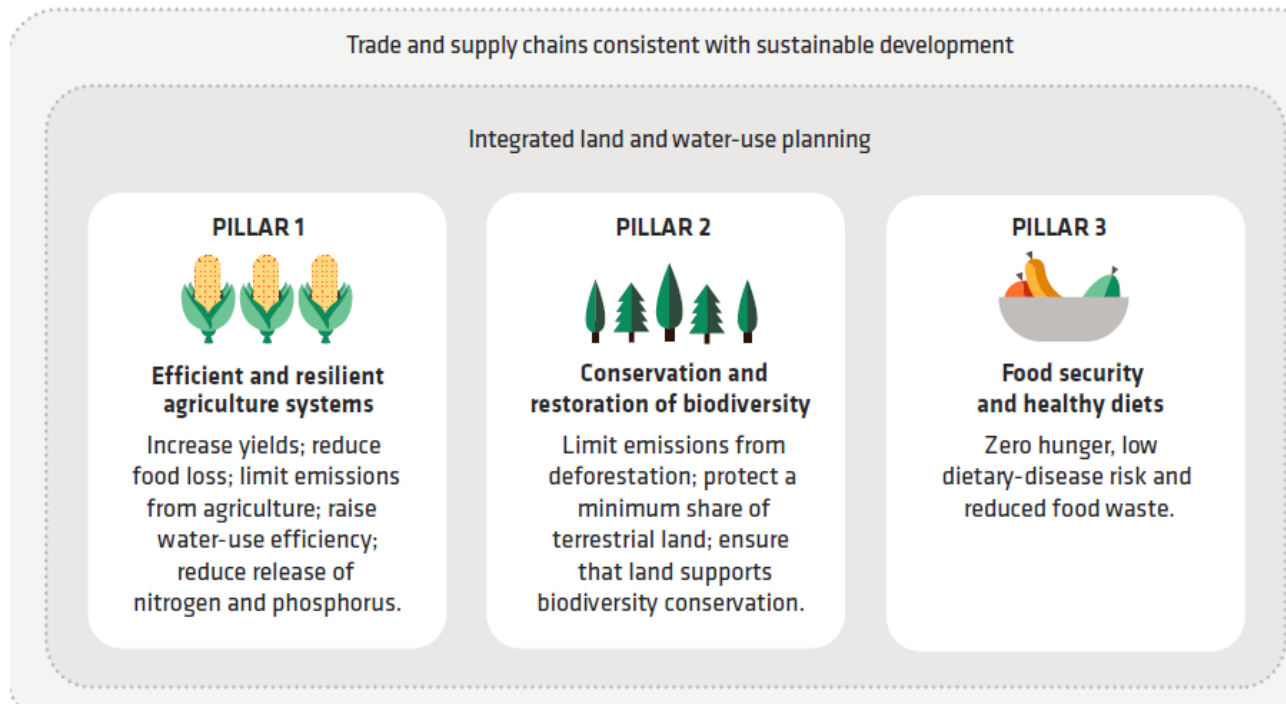 Trade and supply chains consistent with sustainable development
Integrated land and water-use planning
PILLAR 1
Efficient and resilient
agriculture systems
Increase yields; reduce
food loss; limit emissions
from agriculture; raise
water-use efficiency;
reduce release of
nitrogen and phosphorus.
PILLAR 2
Conservation and
restoration of biodiversity
Limit emissions from
deforestation; protect a
minimum share of
terrestrial land; ensure
that land supports
biodiversity conservation.
PILLAR 3
Food security
and healthy diets
Zero hunger, low
dietary-disease risk and
reduced food waste.